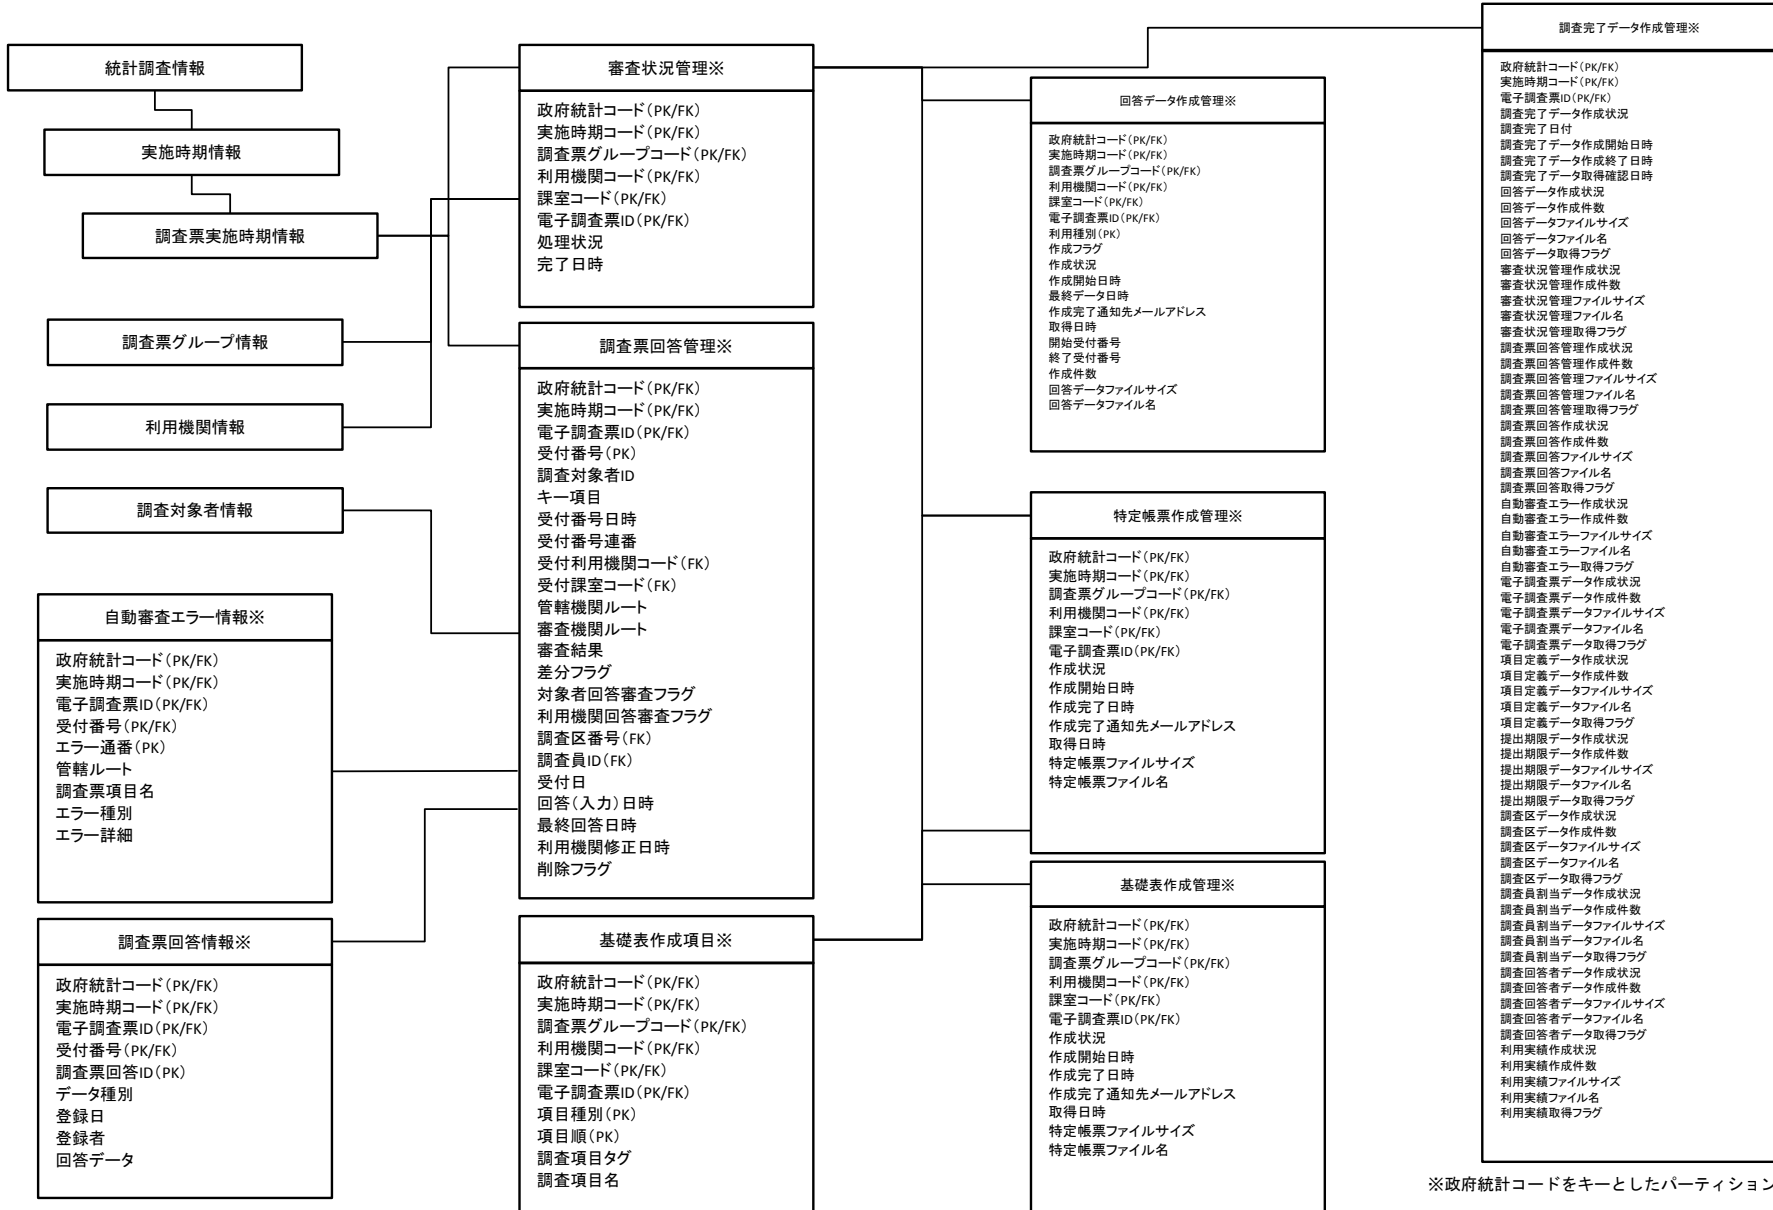 統計調査情報
実施時期情報
調査票実施時期情報
調査票グループ情報
利用機関情報
調査対象者情報
自動審査エラー情報※
政府統計コード(PK/FK)
実施時期コード(PK/FK)
電子調査票ID(PK/FK)
受付番号(PK/FK)
エラー通番(PK)
管轄ルート
調査票項目名
エラー種別
エラー詳細
調査票回答情報※
政府統計コード(PK/FK)
実施時期コード(PK/FK)
電子調査票ID(PK/FK)
受付番号(PK/FK)
調査票回答ID(PK)
データ種別
登録日
登録者
回答データ
審査状況管理※
政府統計コード(PK/FK)
実施時期コード(PK/FK)
調査票グループコード(PK/FK)
利用機関コード(PK/FK)
課室コード(PK/FK)
電子調査票ID(PK/FK)
処理状況
完了日時
調査票回答管理※
政府統計コード(PK/FK)
実施時期コード(PK/FK)
電子調査票ID(PK/FK)
受付番号(PK)
調査対象者ID
キー項目
受付番号日時
受付番号連番
受付利用機関コード(FK)
受付課室コード(FK)
管轄機関ルート
審査機関ルート
審査結果
差分フラグ
対象者回答審査フラグ
利用機関回答審査フラグ
調査区番号(FK)
調査員ID(FK)
受付日
回答(入力)日時
最終回答日時
利用機関修正日時
削除フラグ
基礎表作成項目※
政府統計コード(PK/FK)
実施時期コード(PK/FK)
調査票グループコード(PK/FK)
利用機関コード(PK/FK)
課室コード(PK/FK)
電子調査票ID(PK/FK)
項目種別(PK)
項目順(PK)
調査項目タグ
調査項目名
回答データ作成管理※
政府統計コード(PK/FK)
実施時期コード(PK/FK)
調査票グループコード(PK/FK)
利用機関コード(PK/FK)
課室コード(PK/FK)
電子調査票ID(PK/FK)
利用種別(PK)
作成フラグ
作成状況
作成開始日時
最終データ日時
作成完了通知先メールアドレス
取得日時
開始受付番号
終了受付番号
作成件数
回答データファイルサイズ
回答データファイル名
特定帳票作成管理※
政府統計コード(PK/FK)
実施時期コード(PK/FK)
調査票グループコード(PK/FK)
利用機関コード(PK/FK)
課室コード(PK/FK)
電子調査票ID(PK/FK)
作成状況
作成開始日時
作成完了日時
作成完了通知先メールアドレス
取得日時
特定帳票ファイルサイズ
特定帳票ファイル名
基礎表作成管理※
政府統計コード(PK/FK)
実施時期コード(PK/FK)
調査票グループコード(PK/FK)
利用機関コード(PK/FK)
課室コード(PK/FK)
電子調査票ID(PK/FK)
作成状況
作成開始日時
作成完了日時
作成完了通知先メールアドレス
取得日時
特定帳票ファイルサイズ
特定帳票ファイル名
調査完了データ作成管理※
政府統計コード(PK/FK)
実施時期コード(PK/FK)
電子調査票ID(PK/FK)
調査完了データ作成状況
調査完了日付
調査完了データ作成開始日時
調査完了データ作成終了日時
調査完了データ取得確認日時
回答データ作成状況
回答データ作成件数
回答データファイルサイズ
回答データファイル名
回答データ取得フラグ
審査状況管理作成状況
審査状況管理作成件数
審査状況管理ファイルサイズ
審査状況管理ファイル名
審査状況管理取得フラグ
調査票回答管理作成状況
調査票回答管理作成件数
調査票回答管理ファイルサイズ
調査票回答管理ファイル名
調査票回答管理取得フラグ
調査票回答作成状況
調査票回答作成件数
調査票回答ファイルサイズ
調査票回答ファイル名
調査票回答取得フラグ
自動審査エラー作成状況
自動審査エラー作成件数
自動審査エラーファイルサイズ
自動審査エラーファイル名
自動審査エラー取得フラグ
電子調査票データ作成状況
電子調査票データ作成件数
電子調査票データファイルサイズ
電子調査票データファイル名
電子調査票データ取得フラグ
項目定義データ作成状況
項目定義データ作成件数
項目定義データファイルサイズ
項目定義データファイル名
項目定義データ取得フラグ
提出期限データ作成状況
提出期限データ作成件数
提出期限データファイルサイズ
提出期限データファイル名
提出期限データ取得フラグ
調査区データ作成状況
調査区データ作成件数
調査区データファイルサイズ
調査区データファイル名
調査区データ取得フラグ
調査員割当データ作成状況
調査員割当データ作成件数
調査員割当データファイルサイズ
調査員割当データファイル名
調査員割当データ取得フラグ
調査回答者データ作成状況
調査回答者データ作成件数
調査回答者データファイルサイズ
調査回答者データファイル名
調査回答者データ取得フラグ
利用実績作成状況
利用実績作成件数
利用実績ファイルサイズ
利用実績ファイル名
利用実績取得フラグ
※政府統計コードをキーとしたパーティション